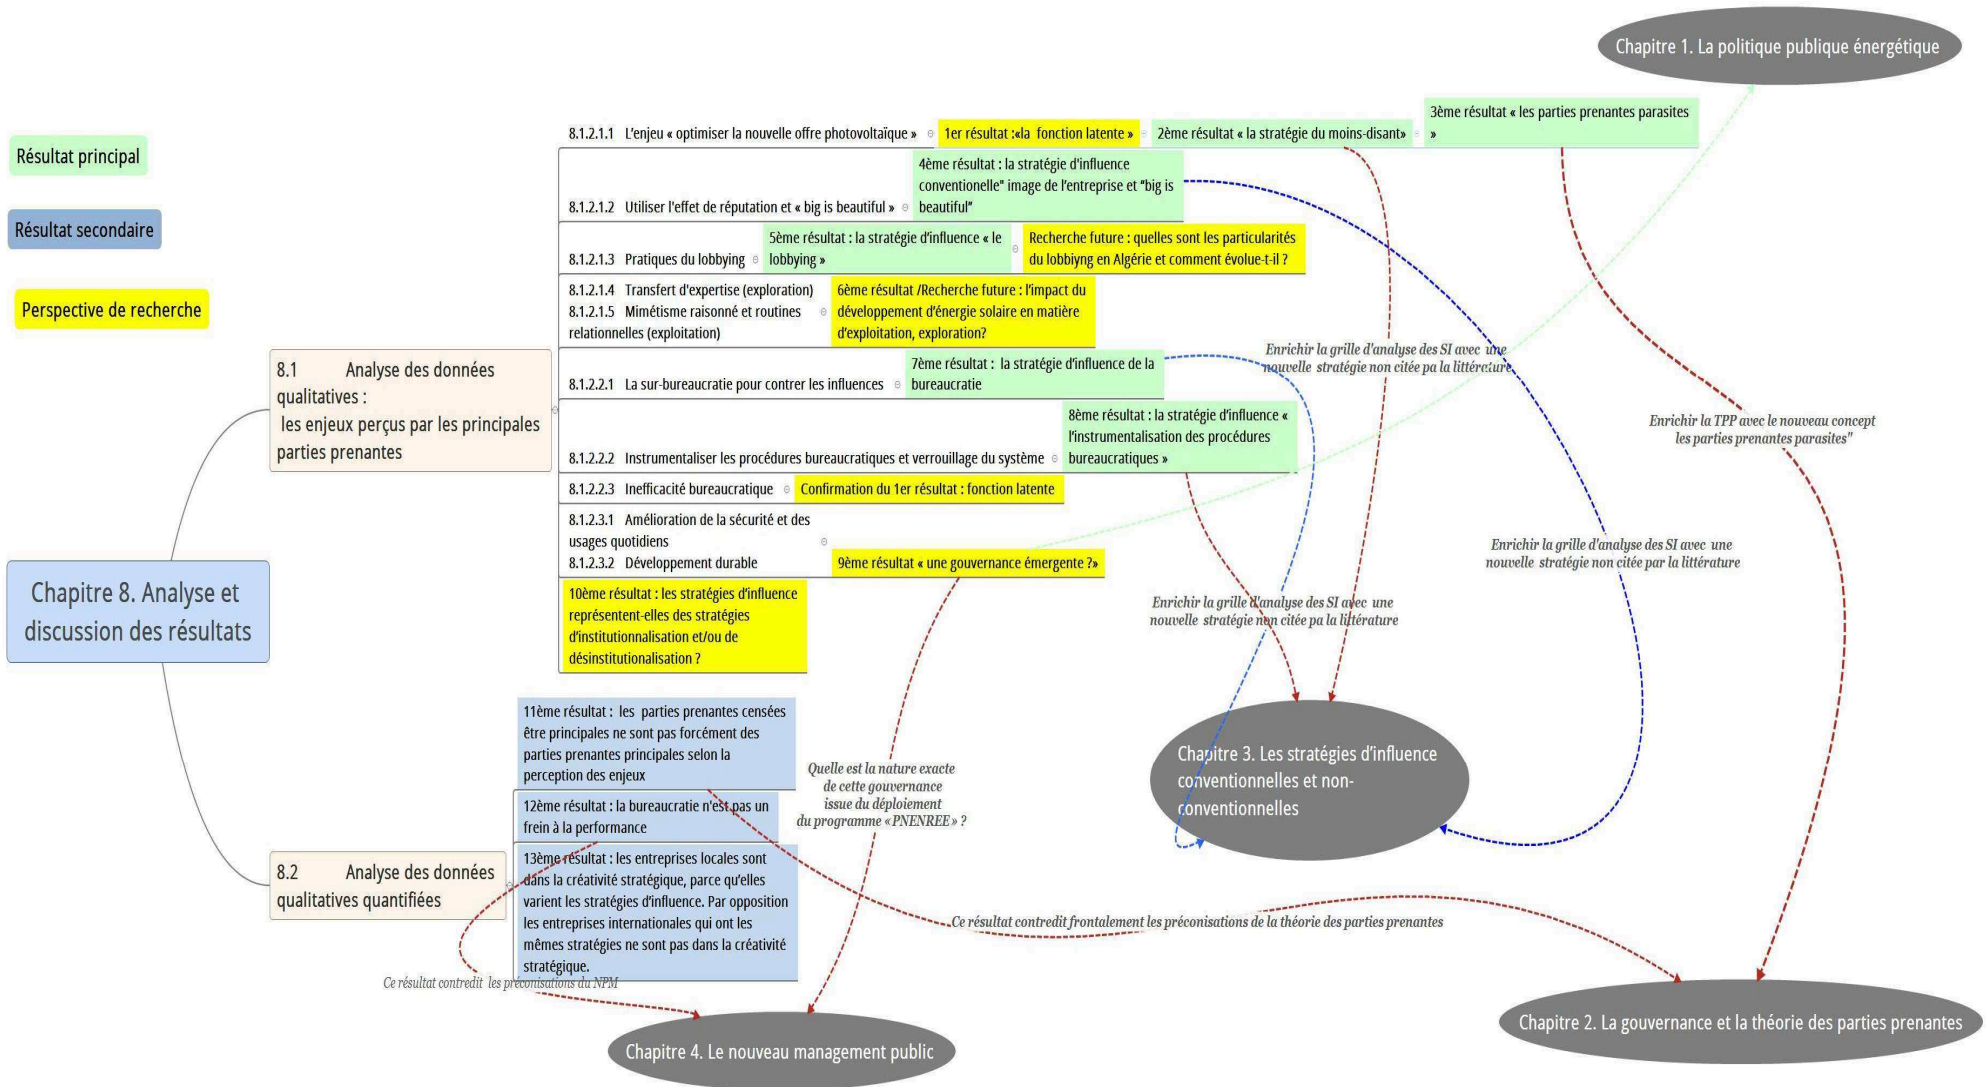 Chapitre 1. La politique publique énergétique
Résultat principal
Résultat secondaire
Perspective de recherche
8.1.2.1.1 L'enjeu « optimiser la nouvelle offre photovoltaïque »
1er résultat :«la fonction latente »
2ème résultat « la stratégie du moins-disant»
3ème résultat « les parties prenantes parasites
»
8.1.2.1.2 Utiliser l'effet de réputation et « big is beautiful »
4ème résultat : la stratégie d'influence
conventionelle" image de l'entreprise et "big is
beautiful"
8.1.2.1.3 Pratiques du lobbying
5ème résultat : la stratégie d'influence « le
lobbying »
Recherche future : quelles sont les particularités
du lobbiyng en Algérie et comment évolue-t-il ?
8.1.2.1.4 Transfert d'expertise (exploration)
8.1.2.1.5 Mimétisme raisonné et routines
relationnelles (exploitation)
6ème résultat /Recherche future : l'impact du
développement d'énergie solaire en matière
d'exploitation, exploration?
8.1 Analyse des données
qualitatives :
les enjeux perçus par les principales
parties prenantes
8.1.2.2.1 La sur-bureaucratie pour contrer les influences
7ème résultat : la stratégie d'influence de la
bureaucratie
Enrichir la grille d'analyse des SI avec une
nouvelle stratégie non citée pa la littérature
8.1.2.2.2 Instrumentaliser les procédures bureaucratiques et verrouillage du système
8ème résultat : la stratégie d'influence «
l'instrumentalisation des procédures
bureaucratiques »
Enrichir la TPP avec le nouveau concept
les parties prenantes parasites"
8.1.2.2.3 Inefficacité bureaucratique
Confirmation du 1er résultat : fonction latente
8.1.2.3.1 Amélioration de la sécurité et des
usages quotidiens
8.1.2.3.2 Développement durable
9ème résultat « une gouvernance émergente ?»
Enrichir la grille d'analyse des SI avec une
nouvelle stratégie non citée par la littérature
Chapitre 8. Analyse et
discussion des résultats
10ème résultat : les stratégies d'influence
représentent-elles des stratégies
d'institutionnalisation et/ou de
désinstitutionalisation ?
Enrichir la grille d'analyse des SI avec une
nouvelle stratégie non citée pa la littérature
11ème résultat : les parties prenantes censées
être principales ne sont pas forcément des
parties prenantes principales selon la
perception des enjeux
Quelle est la nature exacte
de cette gouvernance
issue du déploiement
du programme « PNENREE » ?
Chapitre 3. Les stratégies d'influence
conventionnelles et non-
conventionnelles
12ème résultat : la bureaucratie n'est pas un
frein à la performance
8.2 Analyse des données
qualitatives quantifiées
13ème résultat : les entreprises locales sont
dans la créativité stratégique, parce qu'elles
varient les stratégies d'influence. Par opposition
les entreprises internationales qui ont les
mêmes stratégies ne sont pas dans la créativité
stratégique.
Ce résultat contredit frontalement les préconisations de la théorie des parties prenantes
Ce résultat contredit les préconisations du NPM
Chapitre 2. La gouvernance et la théorie des parties prenantes
Chapitre 4. Le nouveau management public